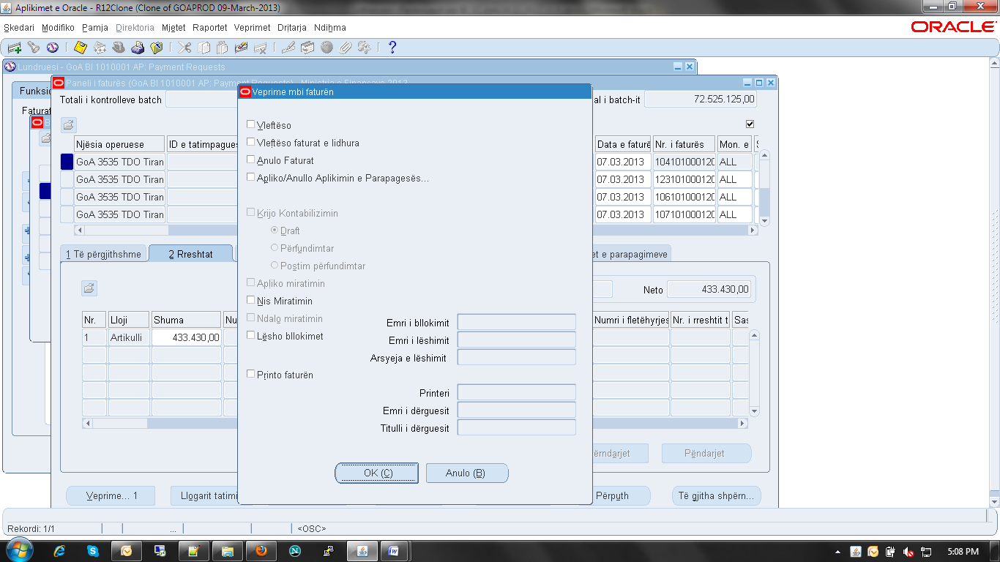 Aplikimet e Oracle - R12Clone (Clone of GOAPROD 09-March-2013)
Skedari Modifiko Pamja Direktoria Mjetet Raportet Veprimet Dritarja Ndihma
ORACLE
Lundruesi - GoA BI 1010001 AP: Payment Requests
Paneli i faturës (GoA BI 1010001 AP: Payment Requests) - Ministria e Financave 2013
Funksio
Totali i kontrolleve batch
al i batch-it 72.525.125,00
Faturat
Njësia operuese ID e tatimpagues Data e faturë Nr. i faturës Mon. e
GoA 3535 TDO Tiran 07.03.2013 104101000120 ALL
GoA 3535 TDO Tiran 07.03.2013 123101000120 ALL
GoA 3535 TDO Tiran 07.03.2013 106101000120 ALL
GoA 3535 TDO Tiran 07.03.2013 107101000120 ALL
1 Të përgjithshme 2 Rreshtat et e parapagimeve
Neto 433.430,00
Nr. Lloji Shuma Nu Numri i fletëhyrjes Nr. i rreshtit t Sas
1 Artikulli 433.430,00
ërndarjet Pëndarjet
Veprime... 1 Llogarit tatimi Përputh Të gjitha shpërn...
Veprime mbi faturën
Vleftëso
Vleftëso faturat e lidhura
Anulo Faturat
Apliko/Anullo Aplikimin e Parapagesës...
Krijo Kontabilizimin
Draft
Përfundimtar
Postim përfundimtar
Apliko miratimin
Nis Miratimin
Ndalo miratimin
Emri i bllokimit
Lësho bllokimet
Emri i lëshimit
Arsyeja e lëshimit
Printo faturën
Printeri
Emri i dërguesit
Titulli i dërguesit
OK (C) Anulo (B)
Rekordi: 1/1 ... <OSC>
5:08 PM